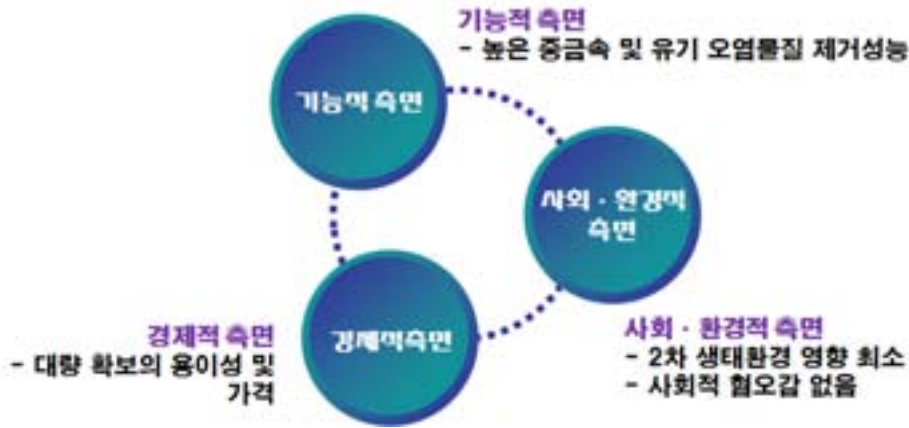 기능적 측면
- 높은 중금속 및 유기 오염물질 제거성능
기능적 측면
사회 · 환경적
측면
경제적측면
경제적 측면
- 대량 확보의 용이성 및
가격
사회 · 환경적 측면
- 2차 생태환경 영향 최소
- 사회적 혐오감 없음